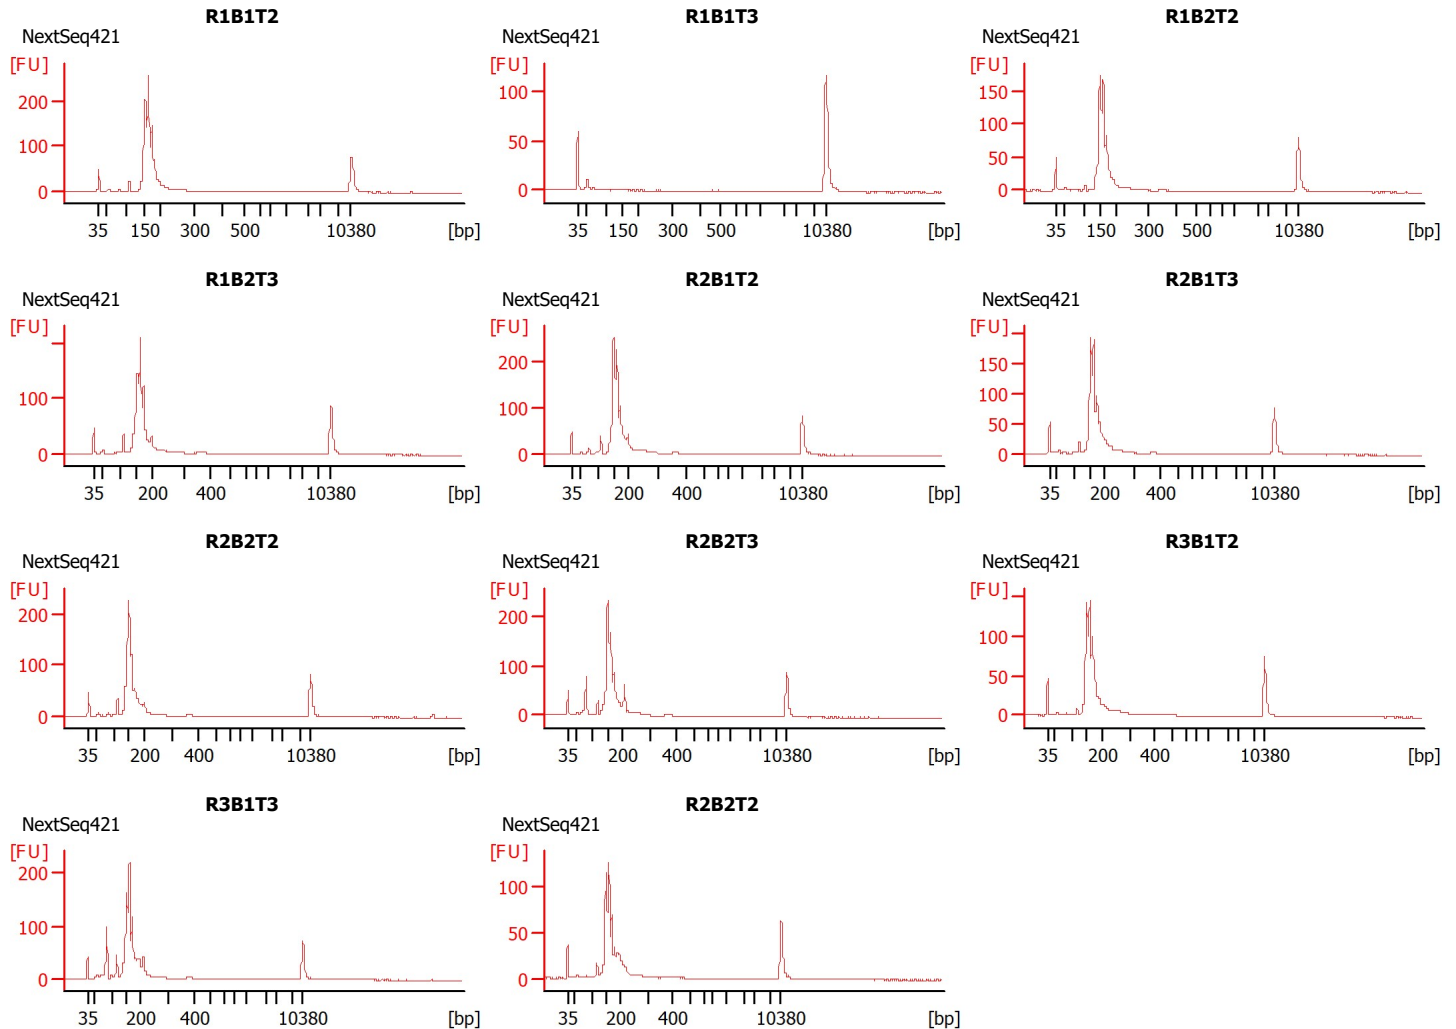 R1B1T2
NextSeq421
[FU]
200
100
0
35 150 300 500 10380 [bp]
R1B1T3
NextSeq421
[FU]
100
50
0
35 150 300 500 10380 [bp]
R1B2T2
NextSeq421
[FU]
150
100
50
0
35 150 300 500 10380 [bp]
R1B2T3
NextSeq421
[FU]
100
0
35 200 400 10380 [bp]
R2B1T2
NextSeq421
[FU]
200
100
0
35 200 400 10380 [bp]
R2B1T3
NextSeq421
[FU]
150
100
50
0
35 200 400 10380 [bp]
R2B2T2
NextSeq421
[FU]
200
100
0
35 200 400 10380 [bp]
R2B2T3
NextSeq421
[FU]
200
100
0
35 200 400 10380 [bp]
R3B1T2
NextSeq421
[FU]
100
50
0
35 200 400 10380 [bp]
R3B1T3
NextSeq421
[FU]
200
100
0
35 200 400 10380 [bp]
R2B2T2
NextSeq421
[FU]
100
50
0
35 200 400 10380 [bp]